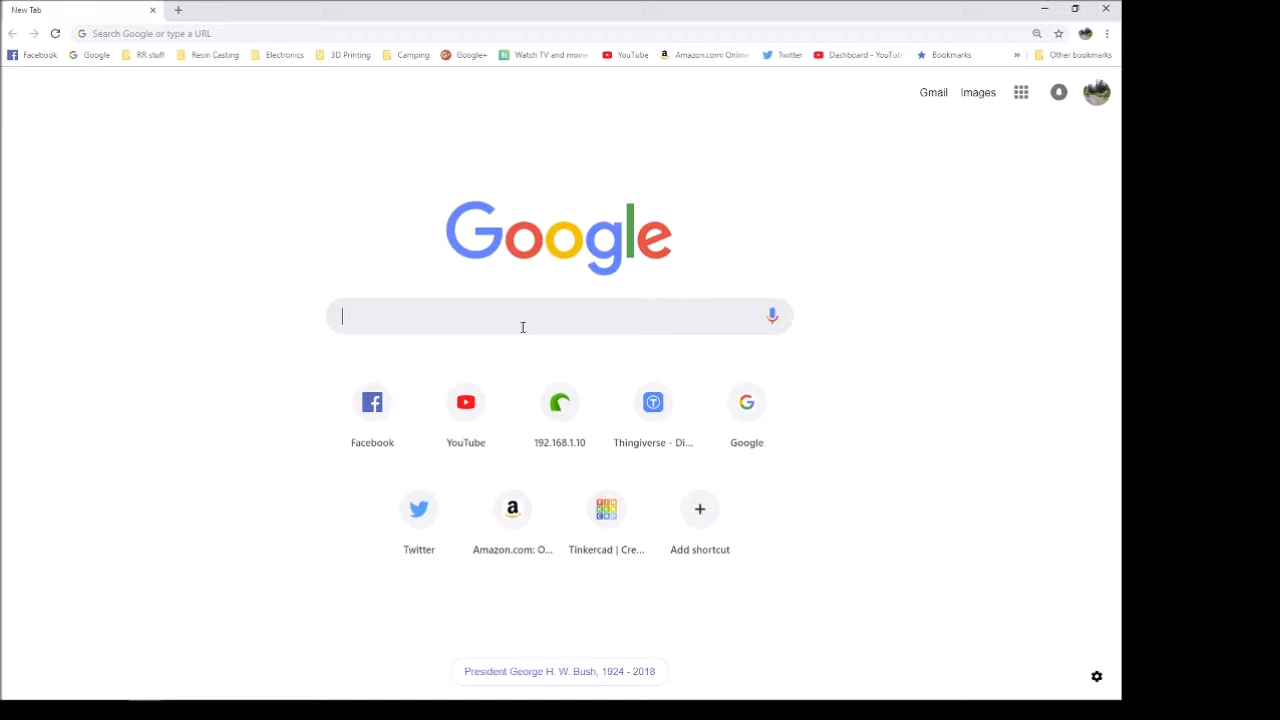 New Tab
Search Google or type a URL
Facebook Google RR stuff Resin Casting Electronics 3D Printing Camping Google+ Watch TV and movie YouTube Amazon.com: Online Twitter Dashboard - YouTub Bookmarks » Other bookmarks
Gmail Images
Google
Facebook YouTube 192.168.1.10 Thingiverse - Di... Google
Twitter Amazon.com: O... Tinkercad | Cre... Add shortcut
President George H. W. Bush, 1924 - 2018